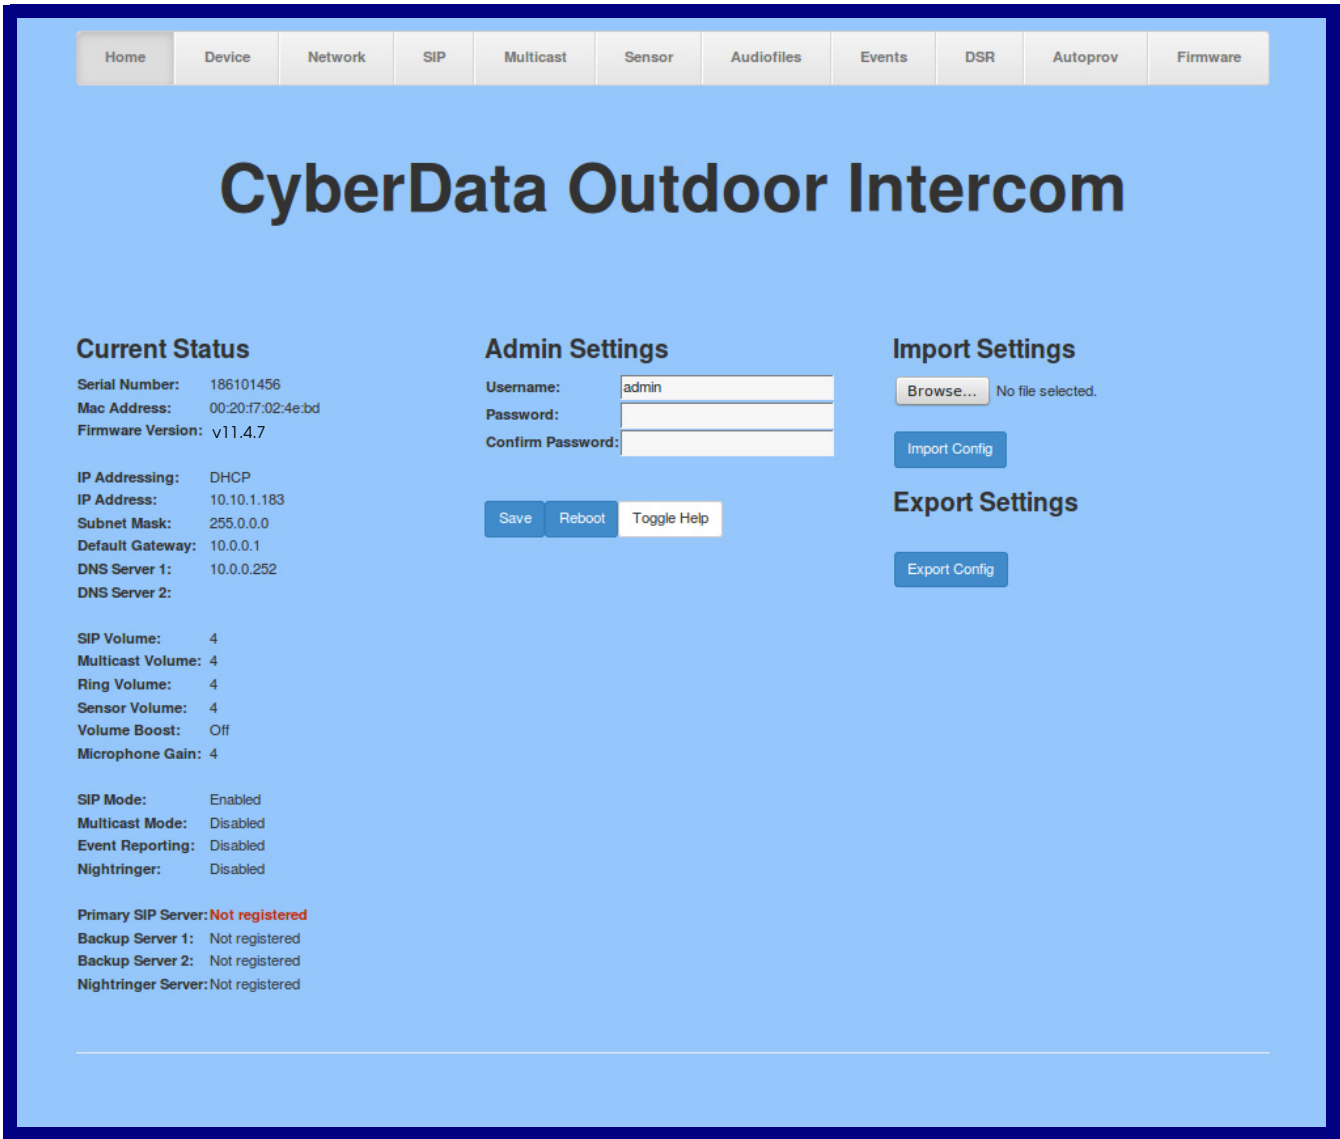 Home Device Network SIP Multicast Sensor Audiofiles Events DSR Autoprov Firmware
CyberData Outdoor Intercom
Current Status
Serial Number: 186101456
Mac Address: 00:20:f7:02:4e:bd
Firmware Version: v11.4.7
IP Addressing: DHCP
IP Address: 10.10.1.183
Subnet Mask: 255.0.0.0
Default Gateway: 10.0.0.1
DNS Server 1: 10.0.0.252
DNS Server 2:
SIP Volume: 4
Multicast Volume: 4
Ring Volume: 4
Sensor Volume: 4
Volume Boost: Off
Microphone Gain: 4
SIP Mode: Enabled
Multicast Mode: Disabled
Event Reporting: Disabled
Nightringer: Disabled
Primary SIP Server: Not registered
Backup Server 1: Not registered
Backup Server 2: Not registered
Nightringer Server: Not registered
Admin Settings
Username: admin
Password:
Confirm Password:
Save Reboot Toggle Help
Import Settings
Browse... No file selected.
Import Config
Export Settings
Export Config